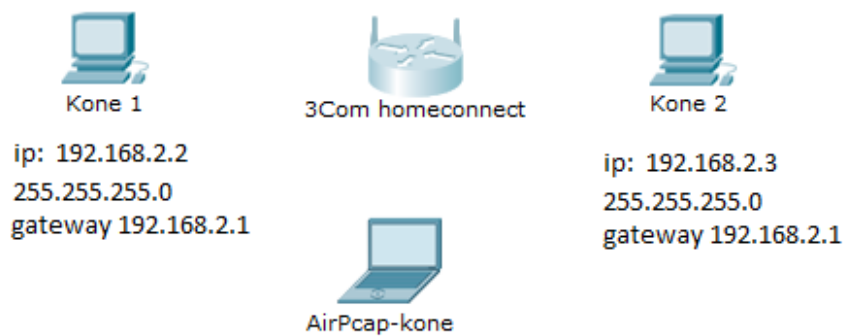 Kone 1
3Com homeconnect
Kone 2
ip: 192.168.2.2
255.255.255.0
gateway 192.168.2.1
ip: 192.168.2.3
255.255.255.0
gateway 192.168.2.1
AirPcap-kone